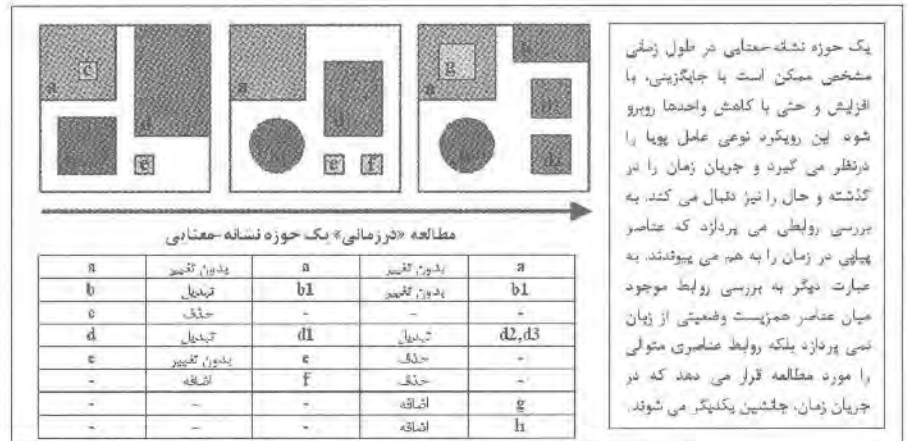 یک حوزه نشانه-معنایی در طول زمانی
مشخص ممکن است با جایگزینی، با
افزایش و حتی با کاهش واحدها روبرو
شود. این رویکرد نوعی عامل پویا را
درنظر می گیرد و جریان زمان را در
گذشته و حال را نیز دنبال می کند. به
بررسی روابطی می پردازد که عناصر
پیاپی در زمان را به هم می پیوندند. به
عبارت دیگر به بررسی روابط موجود
میان عناصر همزیست وضعیتی از زبان
نمی پردازد بلکه روابط عناصری متوالی
را مورد مطالعه قرار می دهد که در
جریان زمان، جانشین یکدیگر می شوند.
a c d e
a d e f
a g d2
مطالعه «درزمانی» یک حوزه نشانه-معنایی
a بدون تغییر a بدون تغییر a
b تبدیل b1 بدون تغییر b1
c حذف - - -
d تبدیل d1 تبدیل d2,d3
e بدون تغییر e حذف -
- اضافه f حذف -
- - - اضافه g
- - - اضافه h